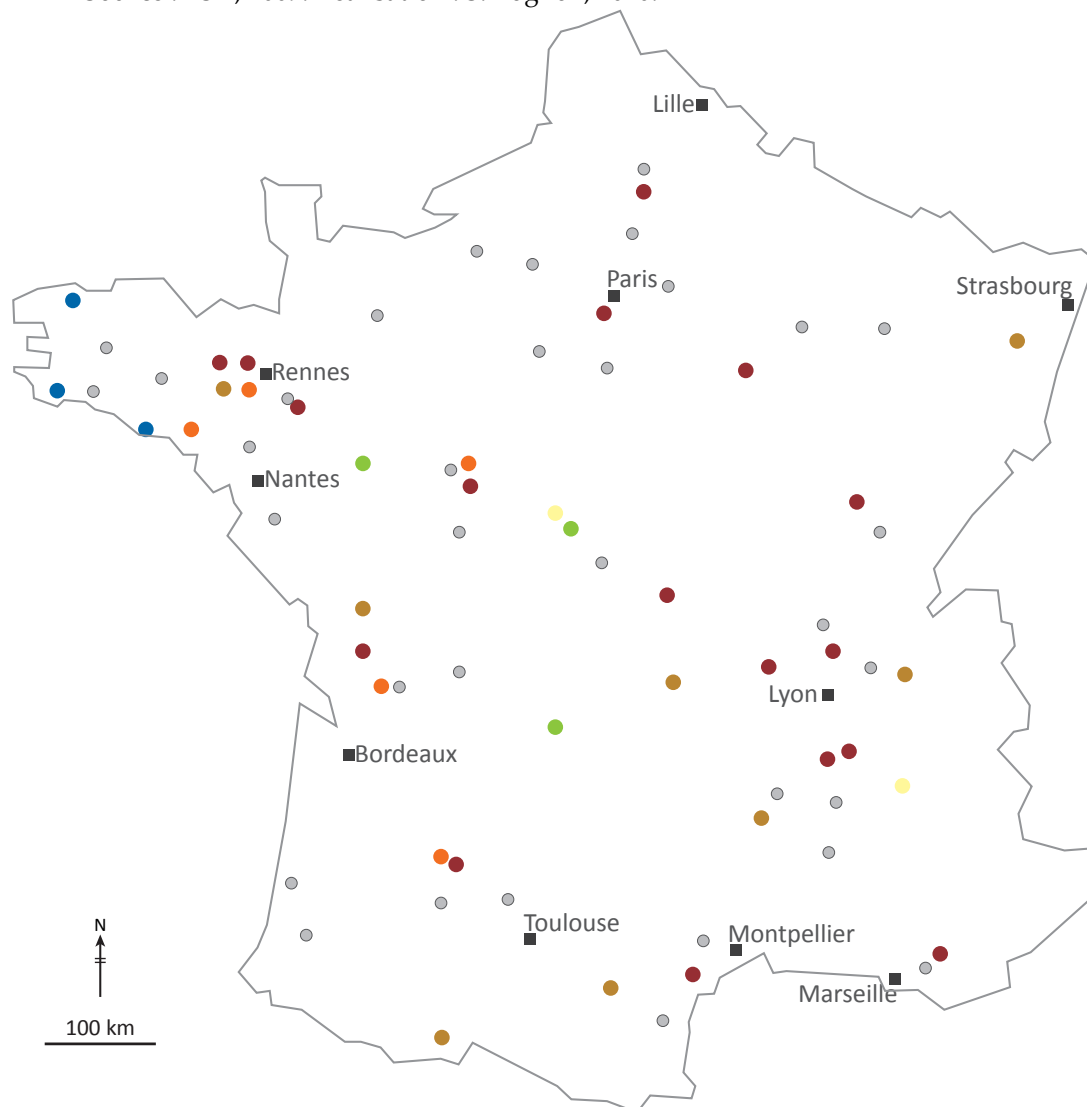 Lille
Paris
Strasbourg
Rennes
Nantes
Lyon
Bordeaux
Toulouse
Montpellier
Marseille
N
100 km